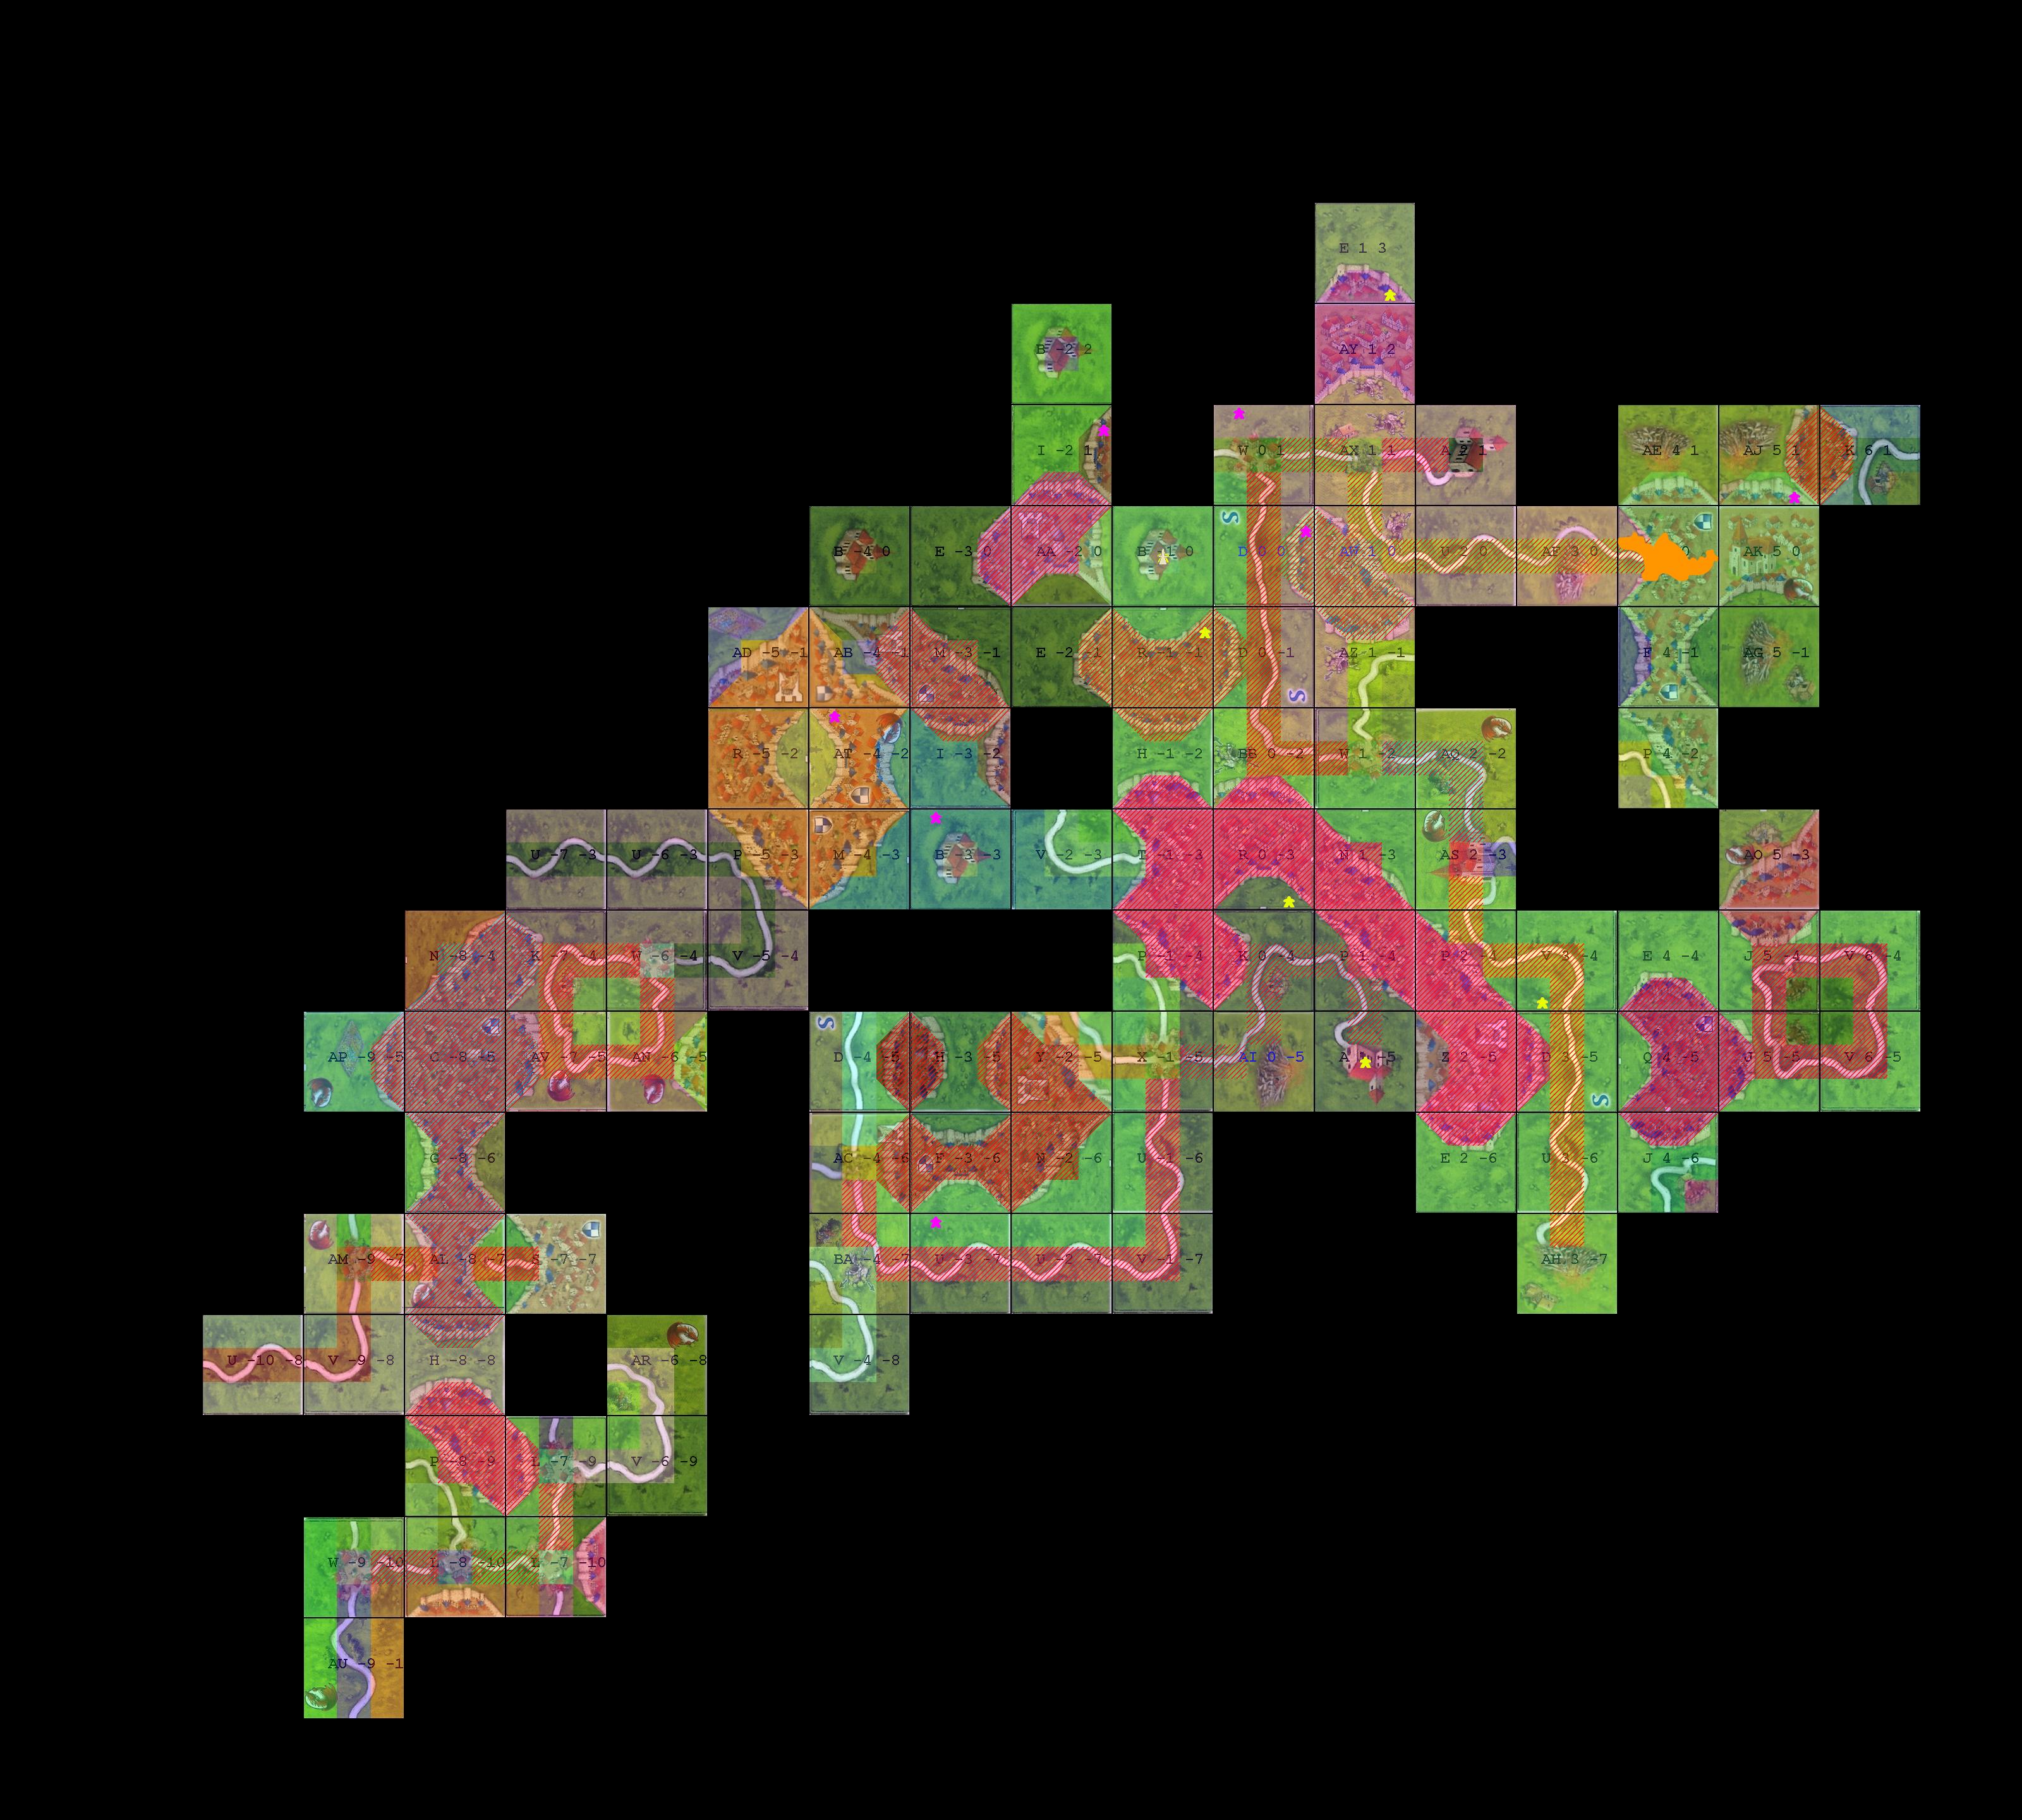 E 1 3
B -2 2
AY 1 2
I -2 1
W 0 1
AX 1 1
A 2 1
AE 4 1
AJ 5 1
K 6 1
B -4 0
E -3 0
AA -2 0
B -1 0
S
D 0 0
AW 1 0
U 2 0
AF 3 0
0
AK 5 0
AD -5 -1
AB -4 -1
M -3 -1
E -2 -1
R -1 -1
D 0 -1
S
AZ 1 -1
F 4 -1
AG 5 -1
R -5 -2
AT -4 -2
I -3 -2
H -1 -2
BB 0 -2
W 1 -2
AQ 2 -2
P 4 -2
U -7 -3
U -6 -3
P -5 -3
M -4 -3
B -3 -3
V -2 -3
T -1 -3
R 0 -3
N 1 -3
AS 2 -3
AO 5 -3
N -8 -4
K -7 -4
W -6 -4
V -5 -4
P -1 -4
K 0 -4
P 1 -4
P 2 -4
V 3 -4
E 4 -4
J 5 -4
V 6 -4
AP -9 -5
C -8 -5
AV -7 -5
AN -6 -5
S
D -4 -5
H -3 -5
Y -2 -5
X -1 -5
AI 0 -5
A 1 -5
Z 2 -5
D 3 -5
S
Q 4 -5
J 5 -5
V 6 -5
G -8 -6
AC -4 -6
F -3 -6
N -2 -6
U -1 -6
E 2 -6
U 3 -6
J 4 -6
AM -9 -7
AL -8 -7
S -7 -7
BA -4 -7
U -3 -7
U -2 -7
V -1 -7
AH 3 -7
U -10 -8
V -9 -8
H -8 -8
AR -6 -8
V -4 -8
P -8 -9
L -7 -9
V -6 -9
W -9 -10
L -8 -10
L -7 -10
AU -9 -1